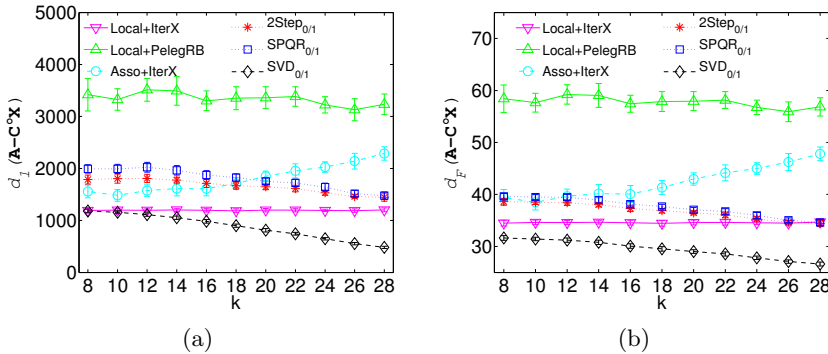 Local+IterX
Local+PelegRB
Asso+IterX
2Step0/1
SPQR0/1
SVD0/1
5000
4000
3000
2000
1000
0
d1 (A−C°X)
8 10 12 14 16 18 20 22 24 26 28
k
(a)
Local+IterX
Local+PelegRB
Asso+IterX
2Step0/1
SPQR0/1
SVD0/1
70
60
50
40
30
dF (A−C°X)
8 10 12 14 16 18 20 22 24 26 28
k
(b)